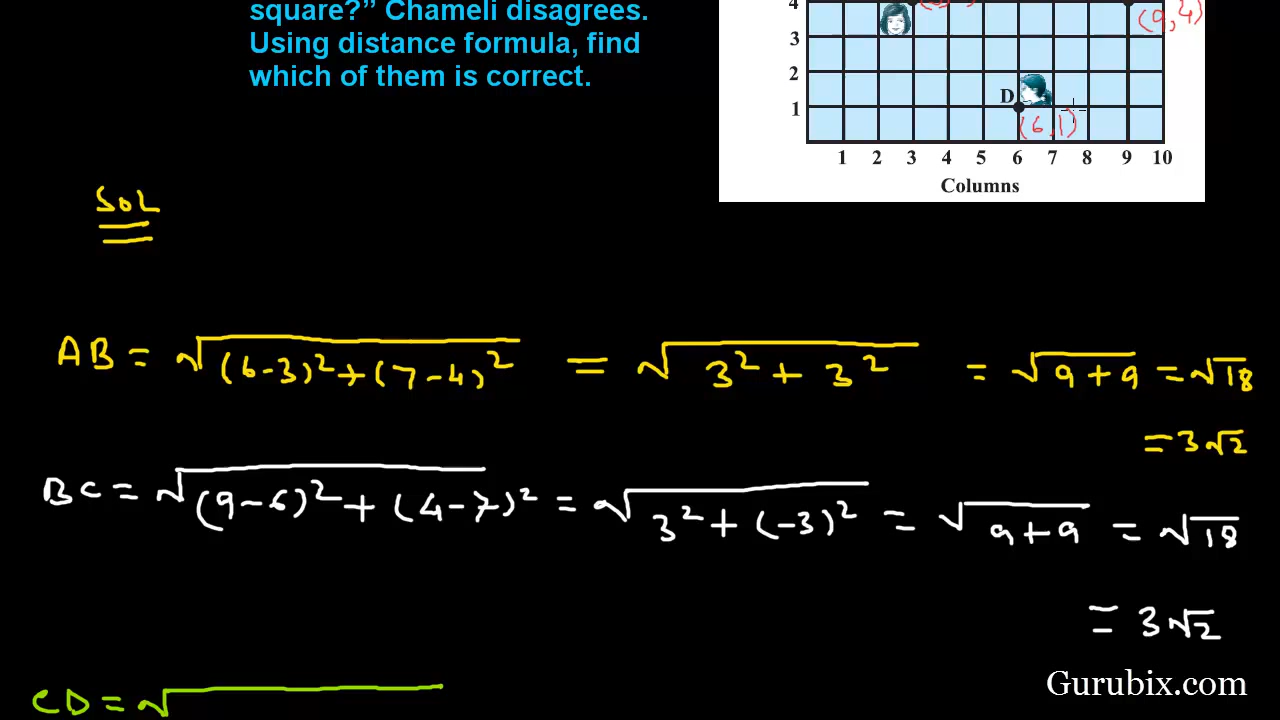 square?” Chameli disagrees.
Using distance formula, find
which of them is correct.
4
(9,4)
3
2
D
1
(6,1)
1 2 3 4 5 6 7 8 9 10
Columns
SOL
AB = √(6-3)² + (7-4)² = √3² + 3² = √9+9 = √18
= 3√2
BC = √(9-6)² + (4-7)² = √3² + (-3)² = √9+9 = √18
= 3√2
CD = √
Gurubix.com